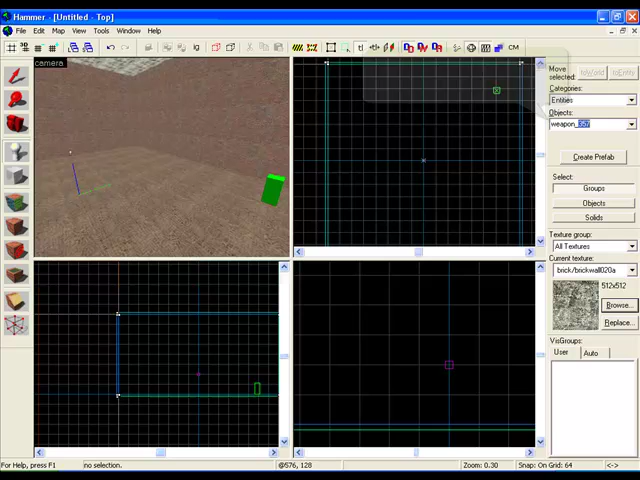 Hammer - [Untitled - Top]
File Edit Map View Tools Window Help
Move selected:
toWorld toEntity
Categories:
Entities
Objects:
weapon_357
Create Prefab
Select:
Groups
Objects
Solids
Texture group:
All Textures
Current texture:
brick/brickwall020a
512x512
Browse...
Replace...
VisGroups:
User Auto
camera
For Help, press F1 no selection. @576, 128 Zoom: 0.30 Snap: On Grid: 64 <->